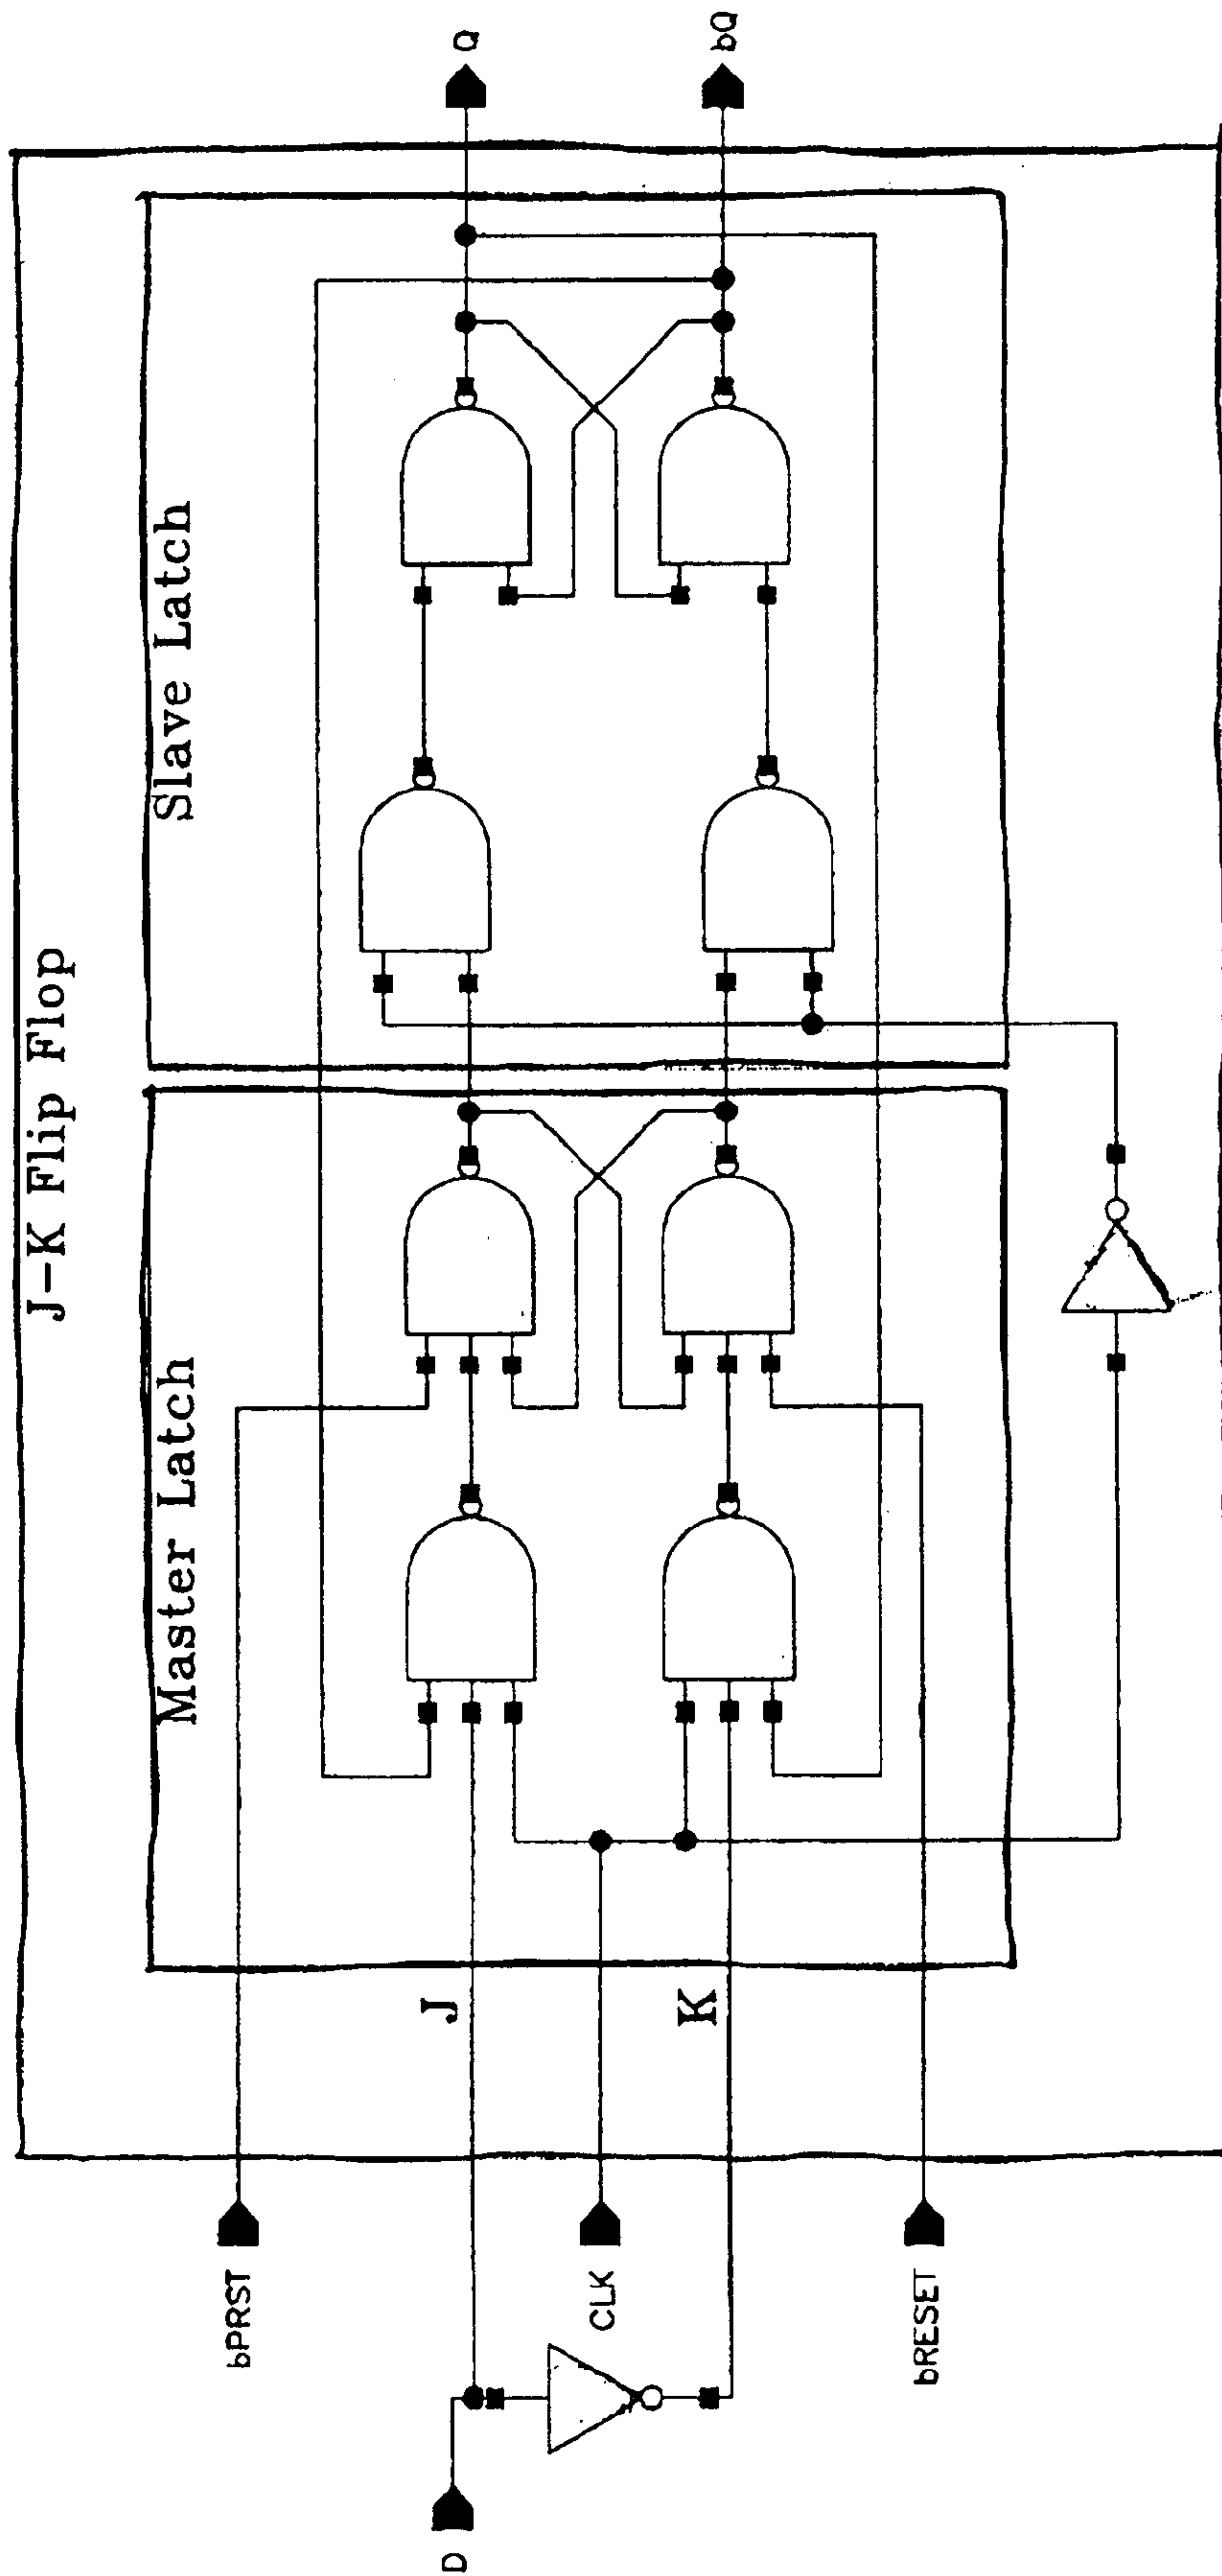 J-K Flip Flop
Master Latch
Slave Latch
bPRST
J
Q
D
CLK
K
bQ
bRESET